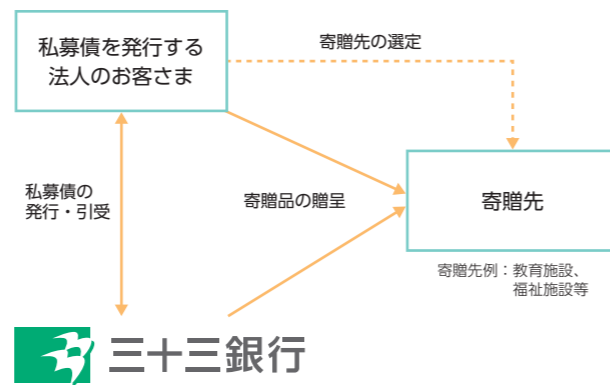 私募債を発行する
法人のお客さま
寄贈先の選定
私募債の
発行・引受
寄贈品の贈呈
寄贈先
寄贈先例：教育施設、
福祉施設等
三十三銀行